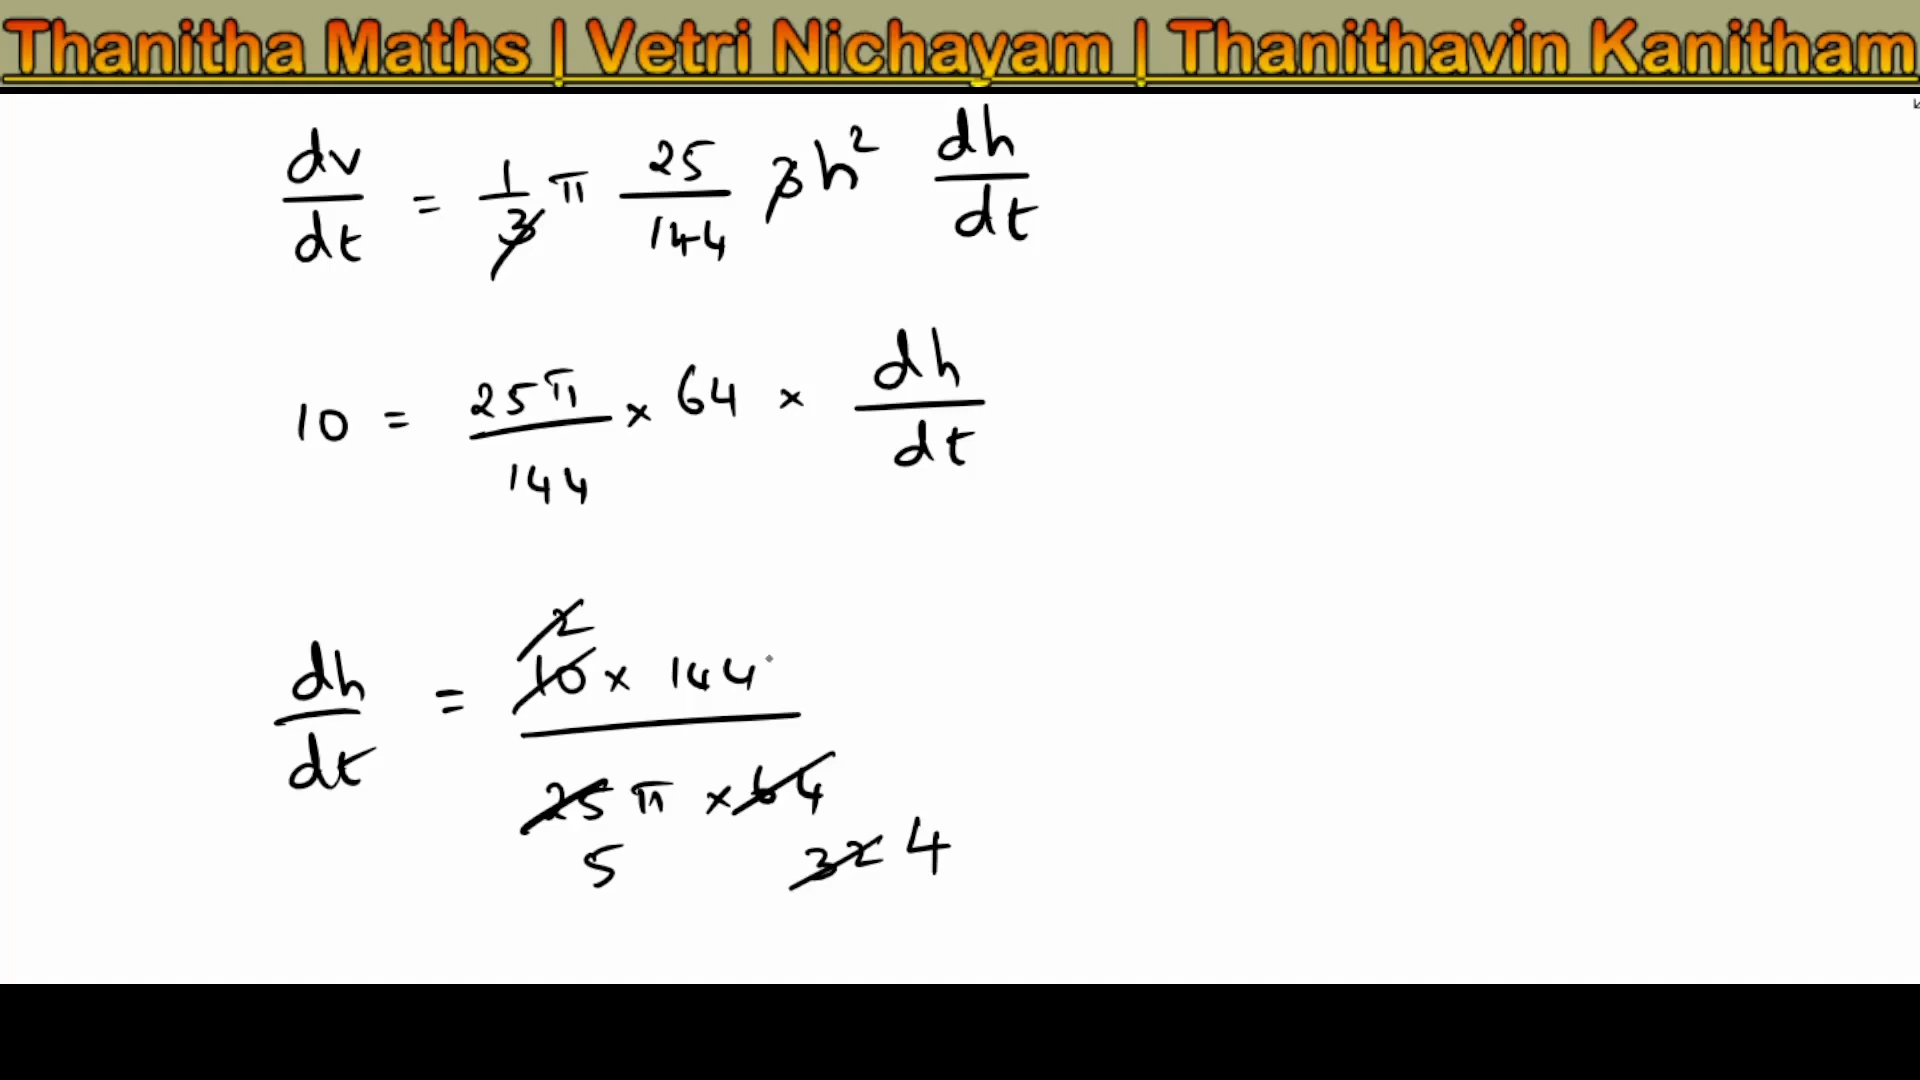 Thanitha Maths | Vetri Nichayam | Thanithavin Kanitham
dv/dt = 1/3 π 25/144 3h² dh/dt
10 = 25π/144 × 64 × dh/dt
2
dh/dt = 10 × 144 / 25 π × 64
5 32 4